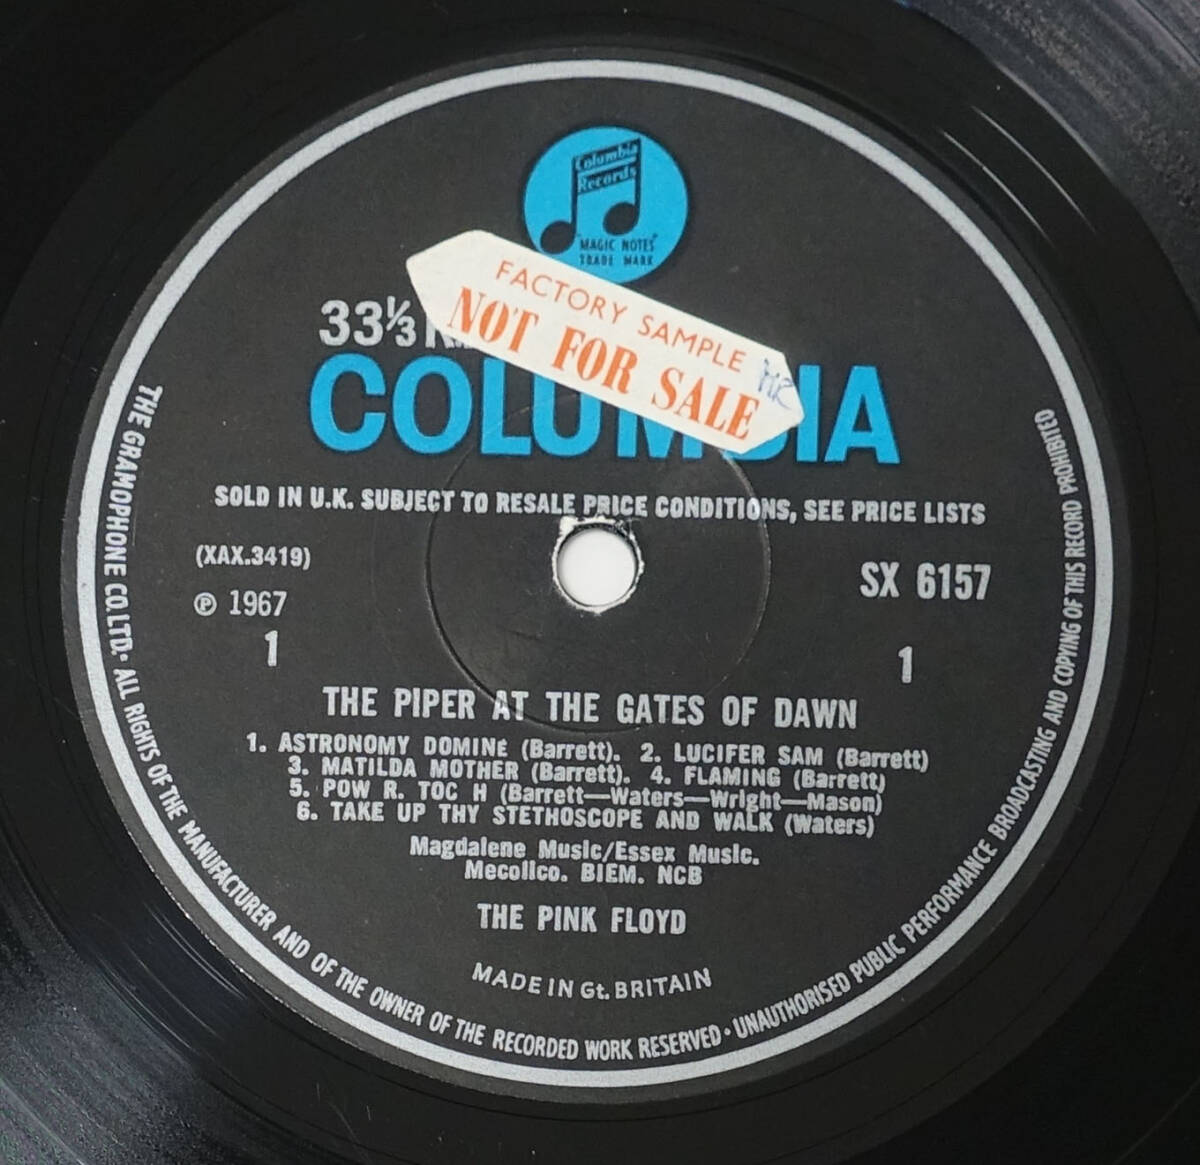 Columbia
Records
"MAGIC NOTES"
TRADE MARK
FACTORY SAMPLE
NOT FOR SALE
33⅓
COLUMBIA
SOLD IN U.K. SUBJECT TO RESALE PRICE CONDITIONS, SEE PRICE LISTS
(XAX.3419)
SX 6157
℗ 1967
1
1
THE PIPER AT THE GATES OF DAWN
1. ASTRONOMY DOMINE (Barrett). 2. LUCIFER SAM (Barrett)
3. MATILDA MOTHER (Barrett). 4. FLAMING (Barrett)
5. POW R. TOC H (Barrett—Waters—Wright—Mason)
6. TAKE UP THY STETHOSCOPE AND WALK (Waters)
Magdalene Music/Essex Music.
Mecolico. BIEM. NCB
THE PINK FLOYD
MADE IN Gt. BRITAIN
THE GRAMOPHONE CO. LTD. • ALL RIGHTS OF THE MANUFACTURER AND OF THE OWNER OF THE RECORDED WORK RESERVED • UNAUTHORISED PUBLIC PERFORMANCE BROADCASTING AND COPYING OF THIS RECORD PROHIBITED